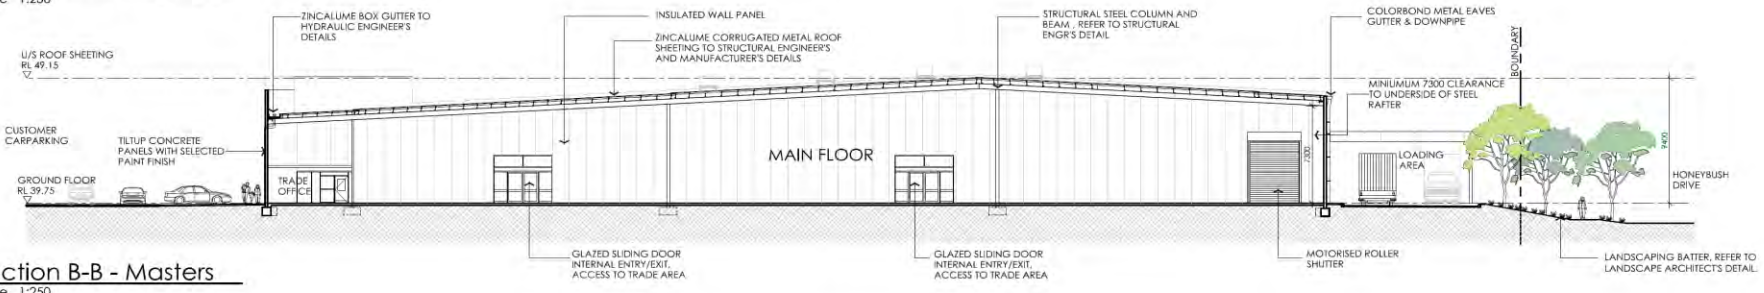 1:250
ZINCALUME BOX GUTTER TO
HYDRAULIC ENGINEER'S
DETAILS
INSULATED WALL PANEL
ZINCALUME CORRUGATED METAL ROOF
SHEETING TO STRUCTURAL ENGINEER'S
AND MANUFACTURER'S DETAILS
STRUCTURAL STEEL COLUMN AND
BEAM , REFER TO STRUCTURAL
ENGR'S DETAIL
COLORBOND METAL EAVES
GUTTER & DOWNPIPE
BOUNDARY
U/S ROOF SHEETING
RL 49.15
MINIUMUM 7300 CLEARANCE
TO UNDERSIDE OF STEEL
RAFTER
CUSTOMER
CARPARKING
TILTUP CONCRETE
PANELS WITH SELECTED
PAINT FINISH
MAIN FLOOR
7300
LOADING
AREA
9400
GROUND FLOOR
RL 39.75
TRADE
OFFICE
HONEYBUSH
DRIVE
GLAZED SLIDING DOOR
INTERNAL ENTRY/EXIT,
ACCESS TO TRADE AREA
GLAZED SLIDING DOOR
INTERNAL ENTRY/EXIT,
ACCESS TO TRADE AREA
MOTORISED ROLLER
SHUTTER
LANDSCAPING BATTER, REFER TO
LANDSCAPE ARCHITECT'S DETAIL
ction B-B - Masters
1:250